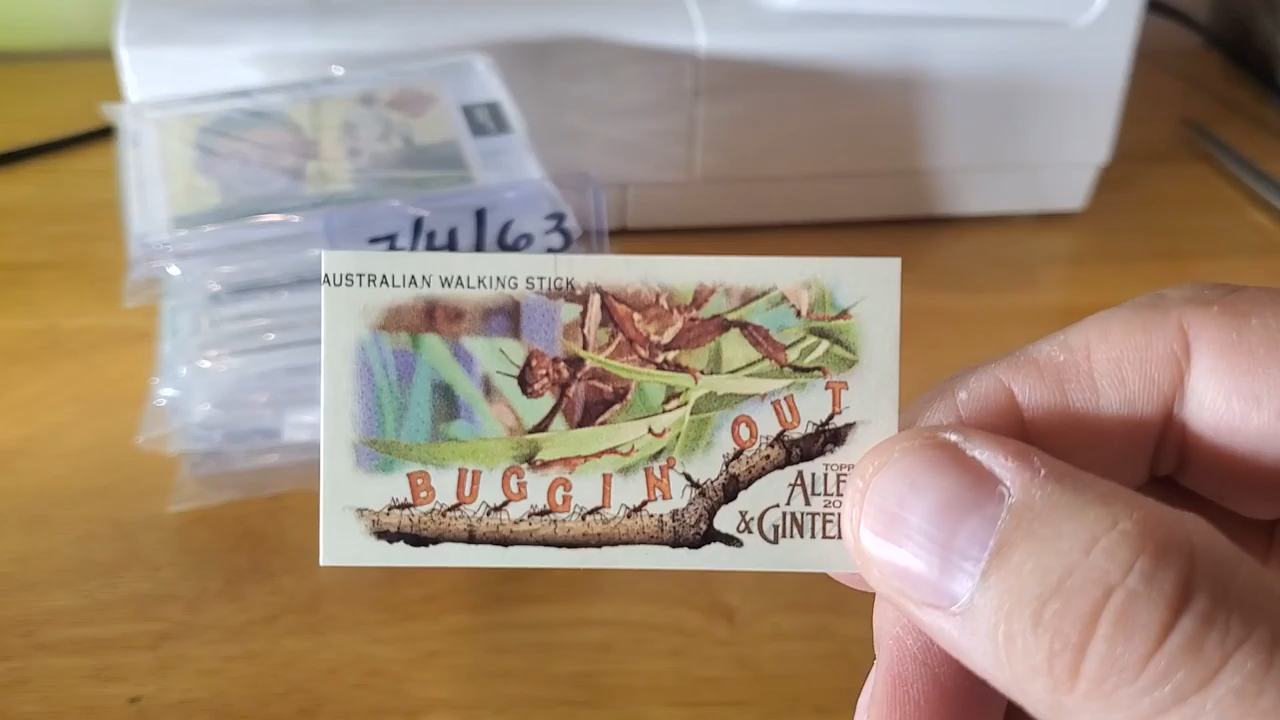 7/4/63
AUSTRALIAN WALKING STICK
BUGGIN' OUT
TOPP
ALLE
20
& GINTE